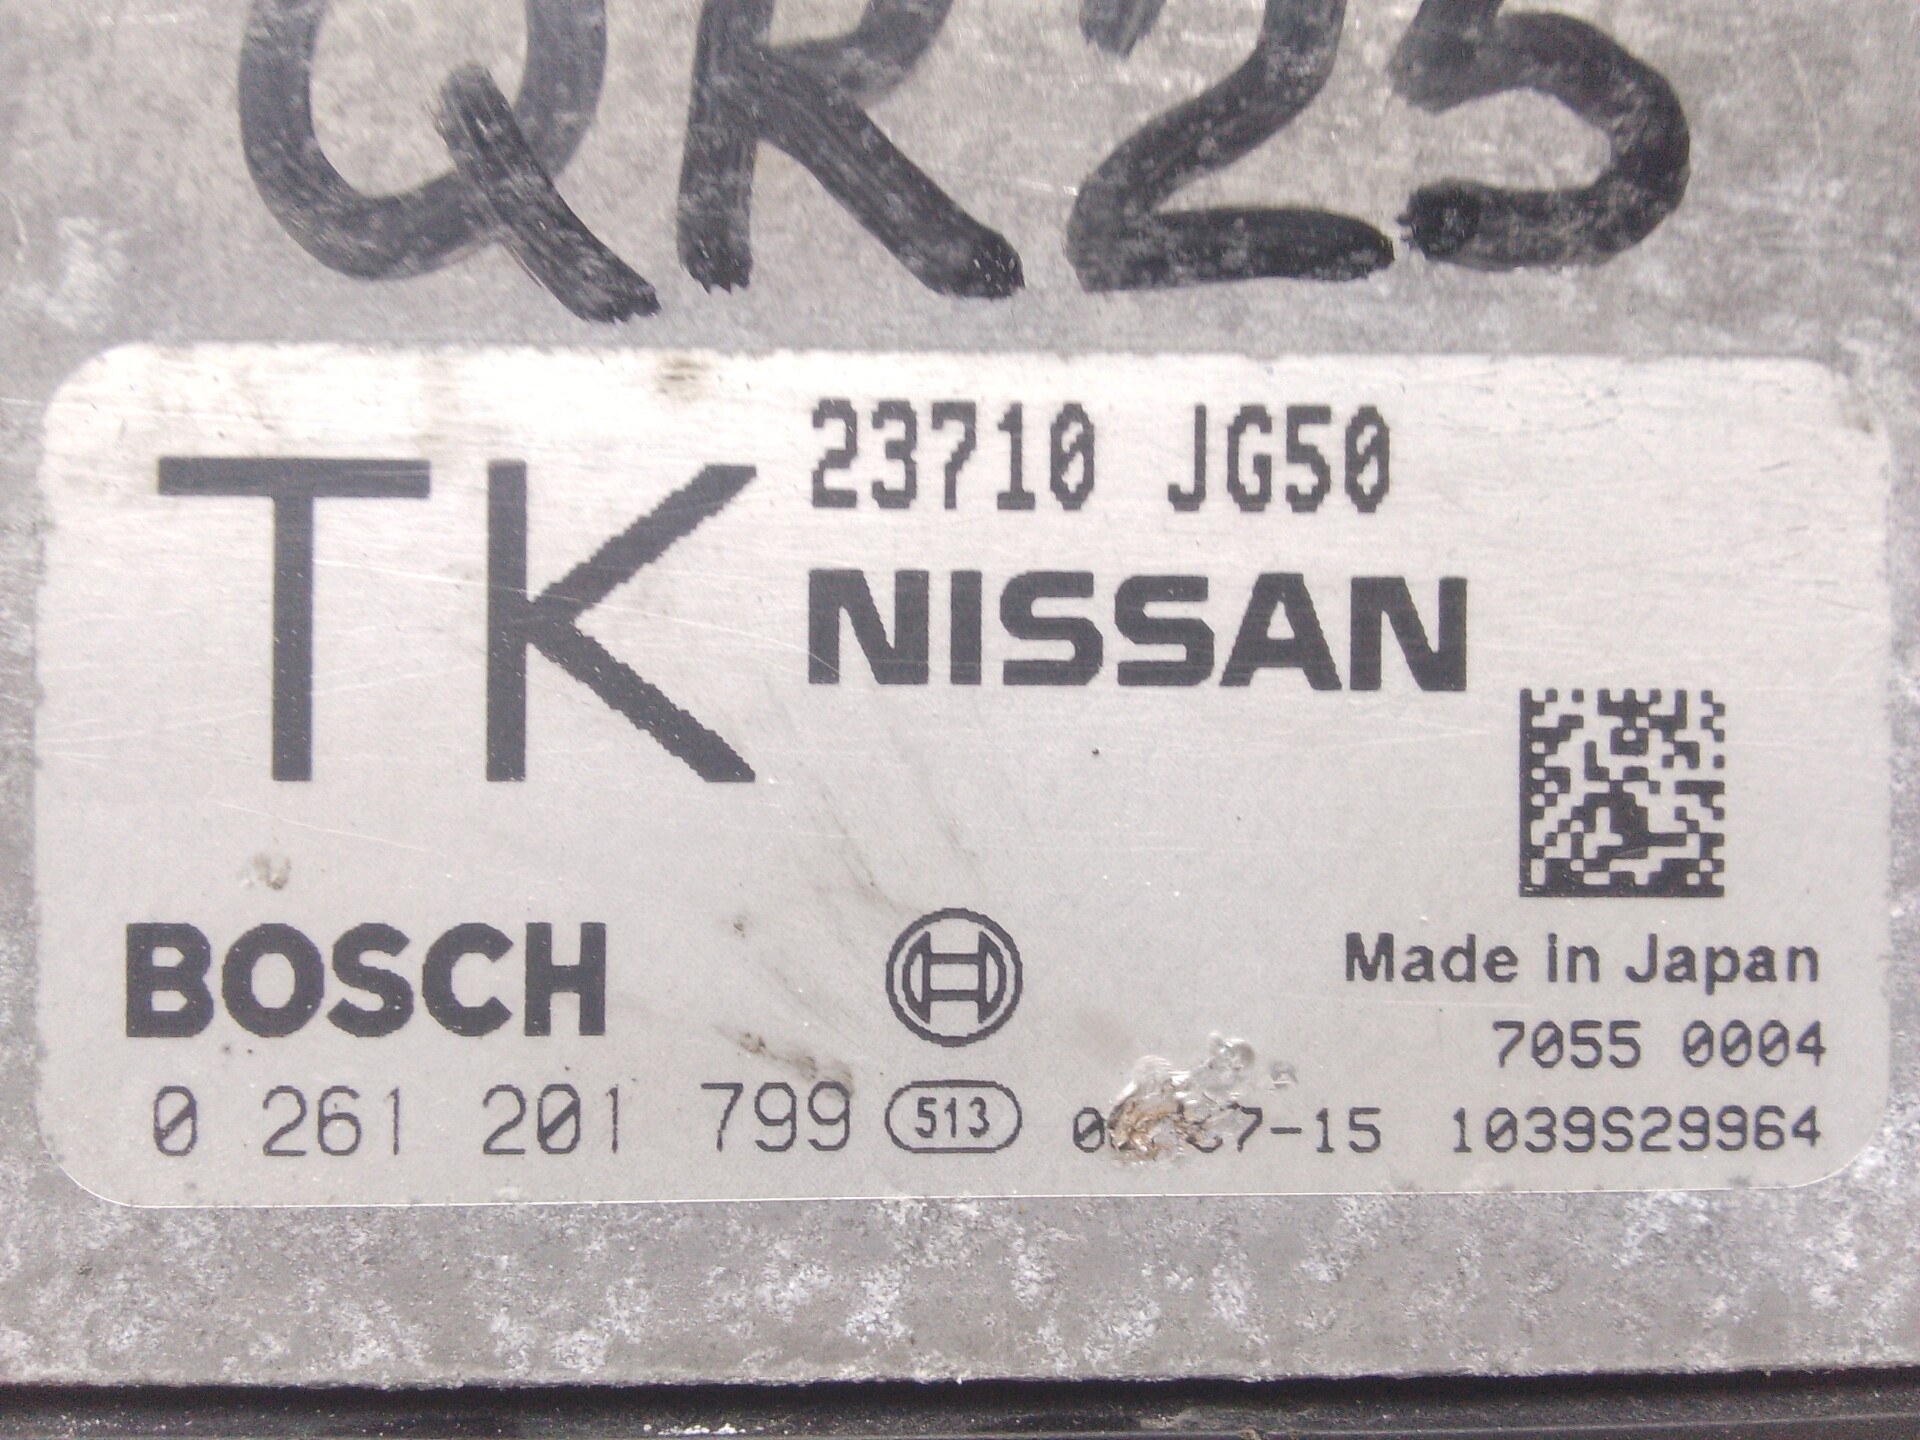 QR25
23710 JG50
TK
NISSAN
BOSCH
Made in Japan
7055 0004
0 261 201 799 513 1039S29964